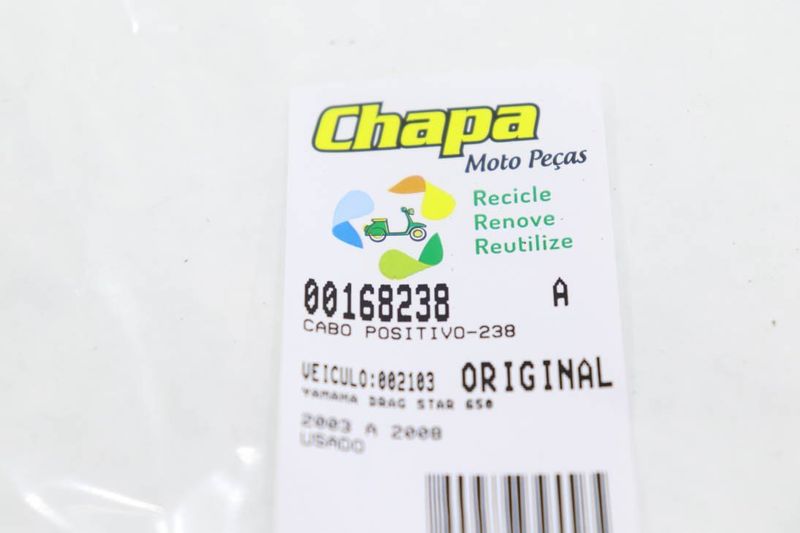 Chapa
Moto Peças
Recicle
Renove
Reutilize
00168238 A
CABO POSITIVO-238
VEICULO:002103 ORIGINAL
YAMAHA DRAG STAR 650
2003 A 2008
USADO